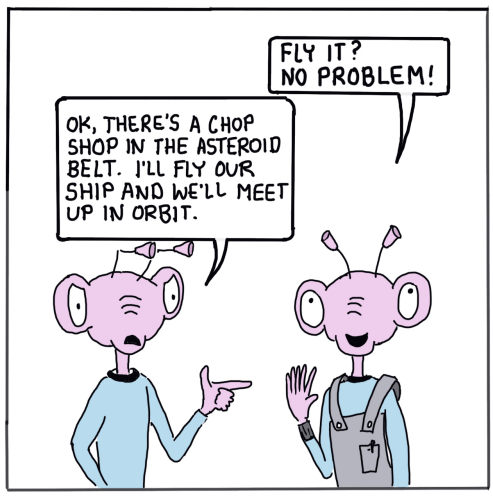 FLY IT?
NO PROBLEM!
OK, THERE'S A CHOP
SHOP IN THE ASTEROID
BELT. I'LL FLY OUR
SHIP AND WE'LL MEET
UP IN ORBIT.